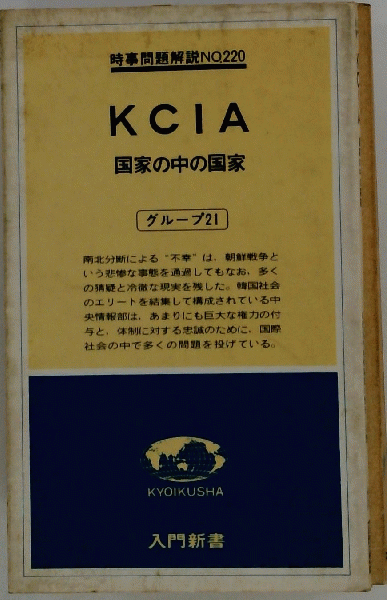 時事問題解説NO.220
KCIA
国家の中の国家
グループ21
南北分断による“不幸”は、朝鮮戦争と
いう悲惨な事態を通過してもなお、多く
の猜疑と冷徹な現実を残した。韓国社会
のエリートを結集して構成されている中
央情報部は、あまりにも巨大な権力の付
与と、体制に対する忠誠のために、国際
社会の中で多くの問題を投げている。
KYOIKUSHA
入門新書